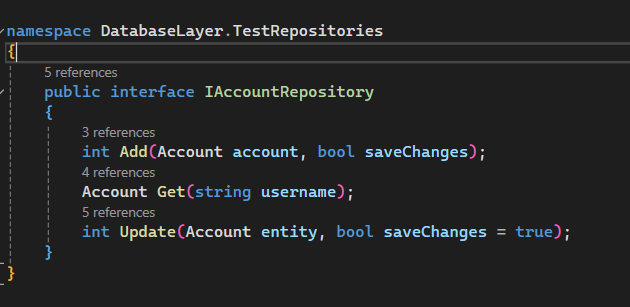 namespace DatabaseLayer.TestRepositories
{
5 references
public interface IAccountRepository
{
3 references
int Add(Account account, bool saveChanges);
4 references
Account Get(string username);
5 references
int Update(Account entity, bool saveChanges = true);
}
}